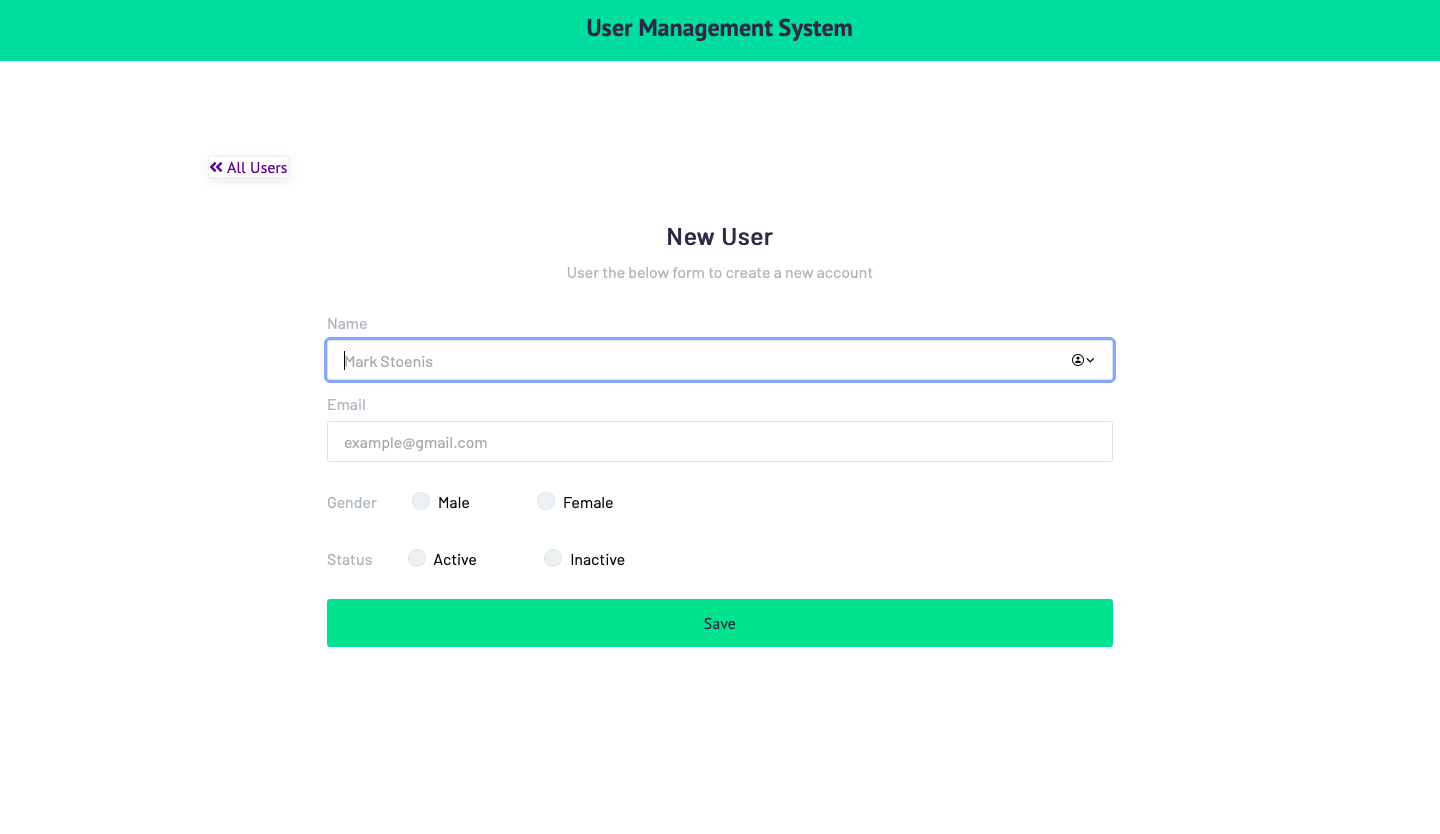 User Management System
All Users
New User
User the below form to create a new account
Name
Mark Stoenis
Email
example@gmail.com
Gender Male Female
Status Active Inactive
Save